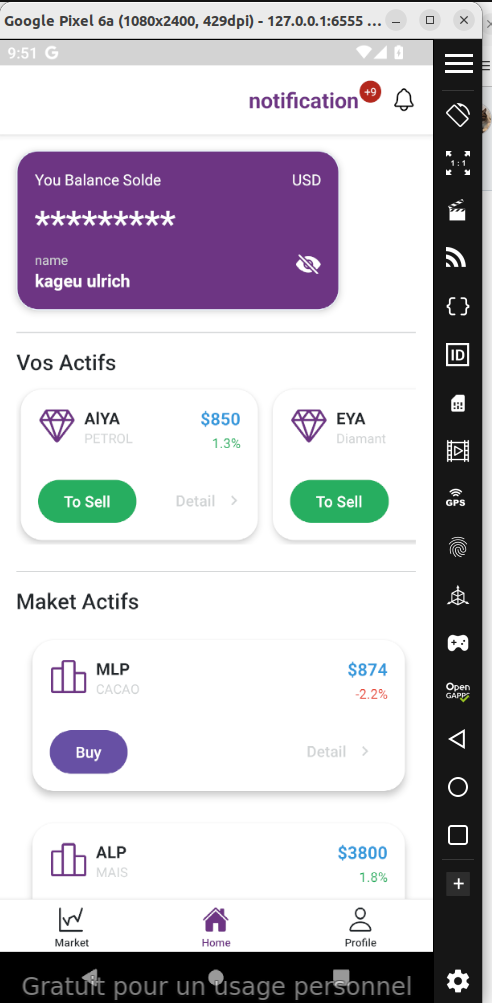 Google Pixel 6a (1080x2400, 429dpi) - 127.0.0.1:6555 ...
9:51 G
notification +9
You Balance Solde USD
*********
name
kageu ulrich
Vos Actifs
AlYA $850 EYA
PETROL 1.3% Diamant
To Sell Detail To Sell
Maket Actifs
MLP $874
CACAO -2.2%
Buy Detail
ALP $3800
MAIS 1.8%
Market Home Profile
Gratuit pour un usage personnel
1:1
ID
GPS
Open
GAPPS